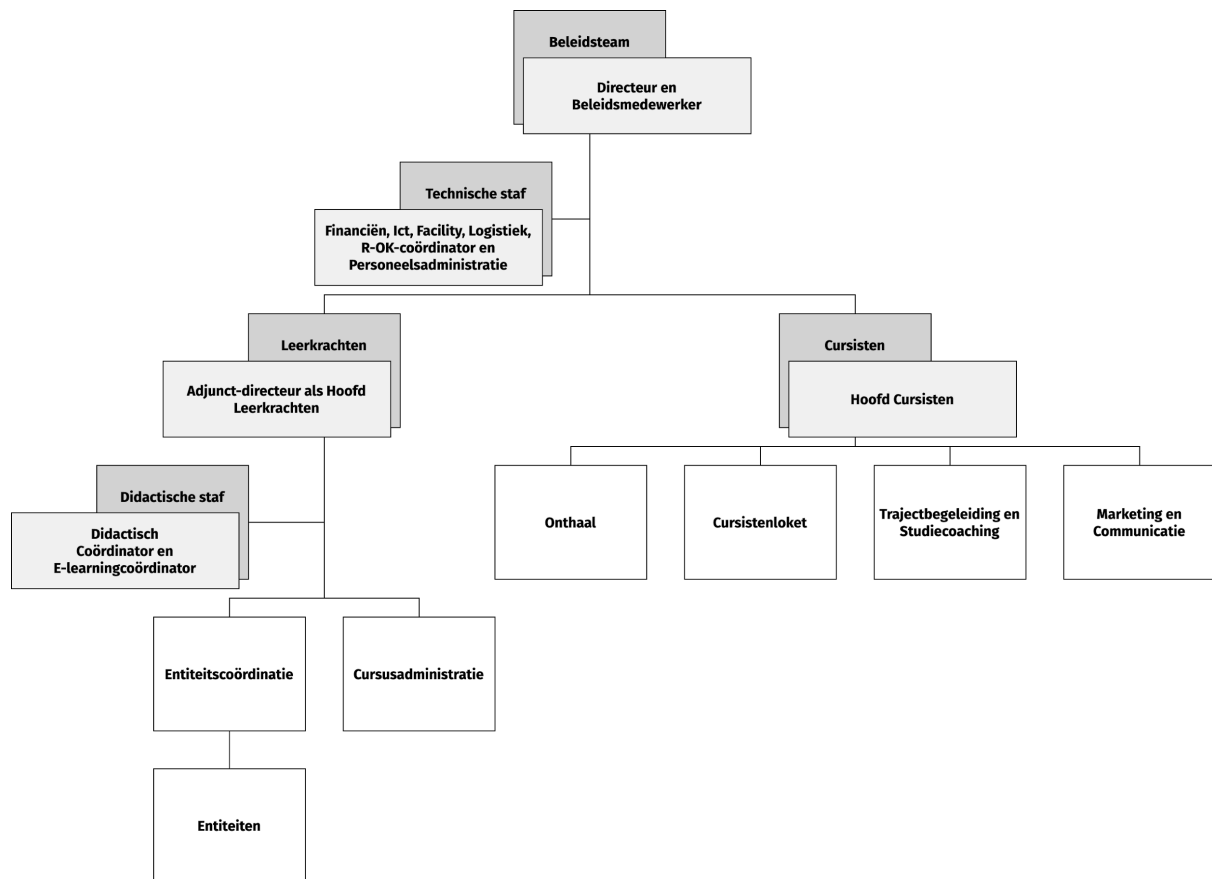 Beleidsteam
Directeur en
Beleidsmedewerker
Technische staf
Financiën, Ict, Facility, Logistiek,
R-OK-coördinator en
Personeelsadministratie
Leerkrachten
Adjunct-directeur als Hoofd
Leerkrachten
Cursisten
Hoofd Cursisten
Didactische staf
Didactisch
Coördinator en
E-learningcoördinator
Onthaal
Cursistenloket
Trajectbegeleiding en
Studiecoaching
Marketing en
Communicatie
Entiteitscoördinatie
Cursusadministratie
Entiteiten